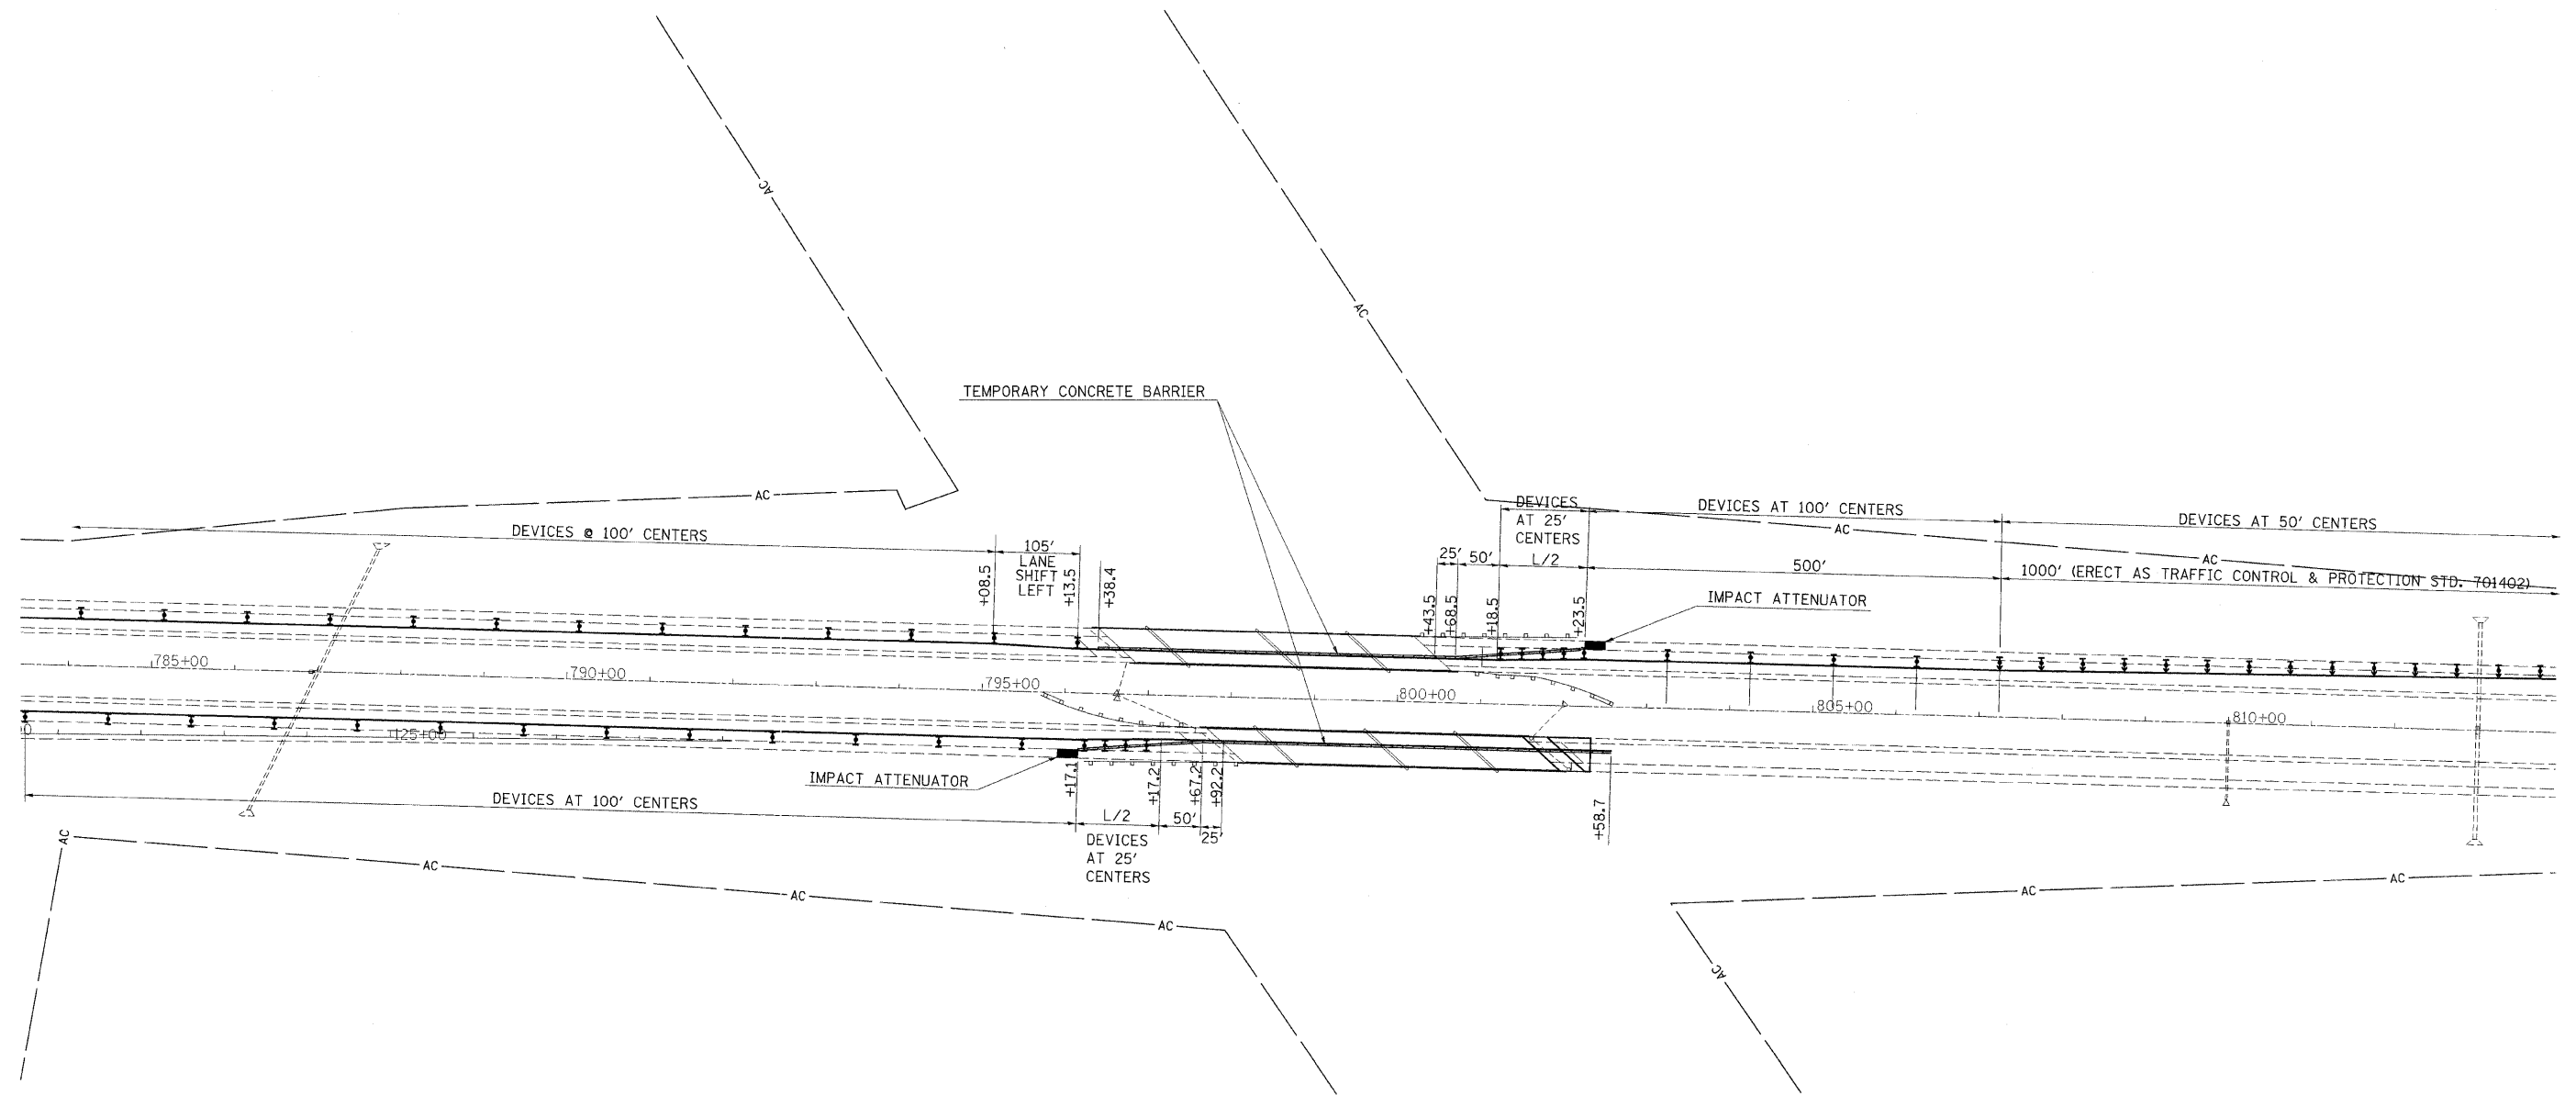 AC
AC
TEMPORARY CONCRETE BARRIER
AC
DEVICES @ 100' CENTERS
105'
LANE
SHIFT
LEFT
+08.5
+13.5
+38.4
DEVICES
AT 25'
CENTERS
L/2
25'
50'
+43.5
+68.5
+18.5
+23.5
DEVICES AT 100' CENTERS
AC
DEVICES AT 50' CENTERS
AC
500'
1000' (ERECT AS TRAFFIC CONTROL & PROTECTION STD. 701402)
IMPACT ATTENUATOR
785+00
790+00
795+00
800+00
805+00
810+00
0
125+00
IMPACT ATTENUATOR
DEVICES AT 100' CENTERS
+17.1
+17.2
+67.2
+92.2
+58.7
L/2
50'
25'
DEVICES
AT 25'
CENTERS
AC
AC
AC
AC
AC
AC
AC